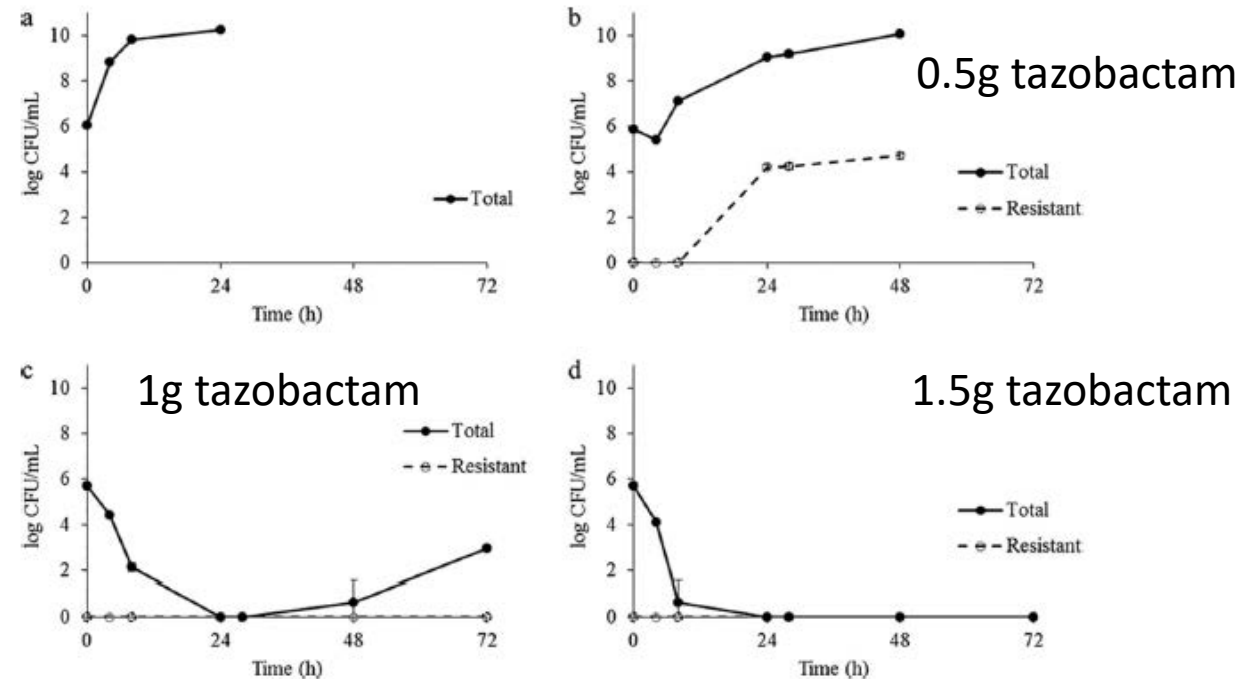 a
10
8
6
4
2
0
log CFU/mL
Total
0
24
48
72
Time (h)
b
10
8
6
4
2
0
log CFU/mL
0.5g tazobactam
Total
Resistant
0
24
48
72
Time (h)
c
1g tazobactam
10
8
6
4
2
0
log CFU/mL
Total
Resistant
0
24
48
72
Time (h)
d
1.5g tazobactam
10
8
6
4
2
0
log CFU/mL
Total
Resistant
0
24
48
72
Time (h)